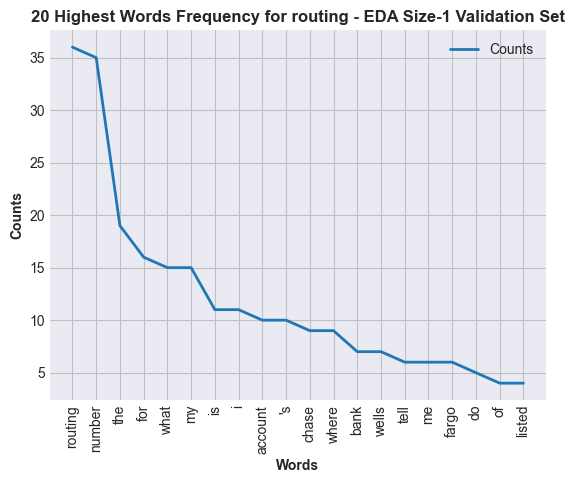 20 Highest Words Frequency for routing - EDA Size-1 Validation Set
Counts
35
30
25
20
15
10
5
Counts
routing
number
the
for
what
my
is
i
account
's
chase
where
bank
wells
tell
me
fargo
do
of
listed
Words